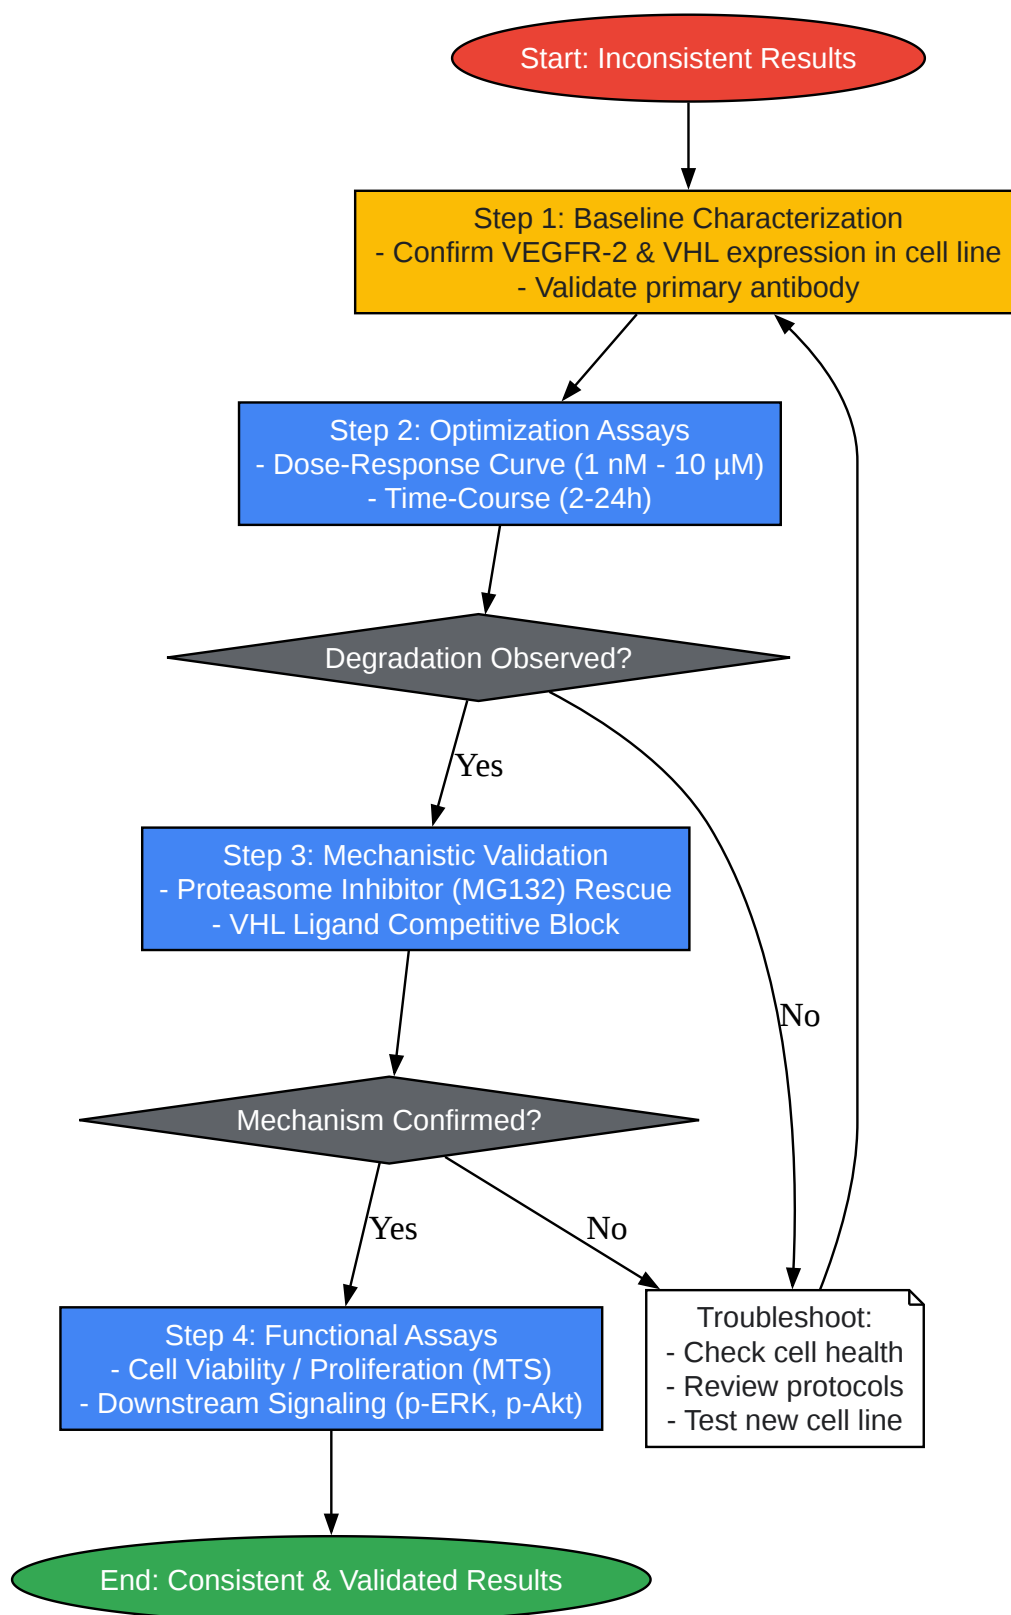 Start: Inconsistent Results
Step 1: Baseline Characterization
- Confirm VEGFR-2 & VHL expression in cell line
- Validate primary antibody
Step 2: Optimization Assays
- Dose-Response Curve (1 nM - 10 µM)
- Time-Course (2-24h)
Degradation Observed?
Yes
Step 3: Mechanistic Validation
- Proteasome Inhibitor (MG132) Rescue
- VHL Ligand Competitive Block
No
Mechanism Confirmed?
Yes
No
Step 4: Functional Assays
- Cell Viability / Proliferation (MTS)
- Downstream Signaling (p-ERK, p-Akt)
Troubleshoot:
- Check cell health
- Review protocols
- Test new cell line
End: Consistent & Validated Results